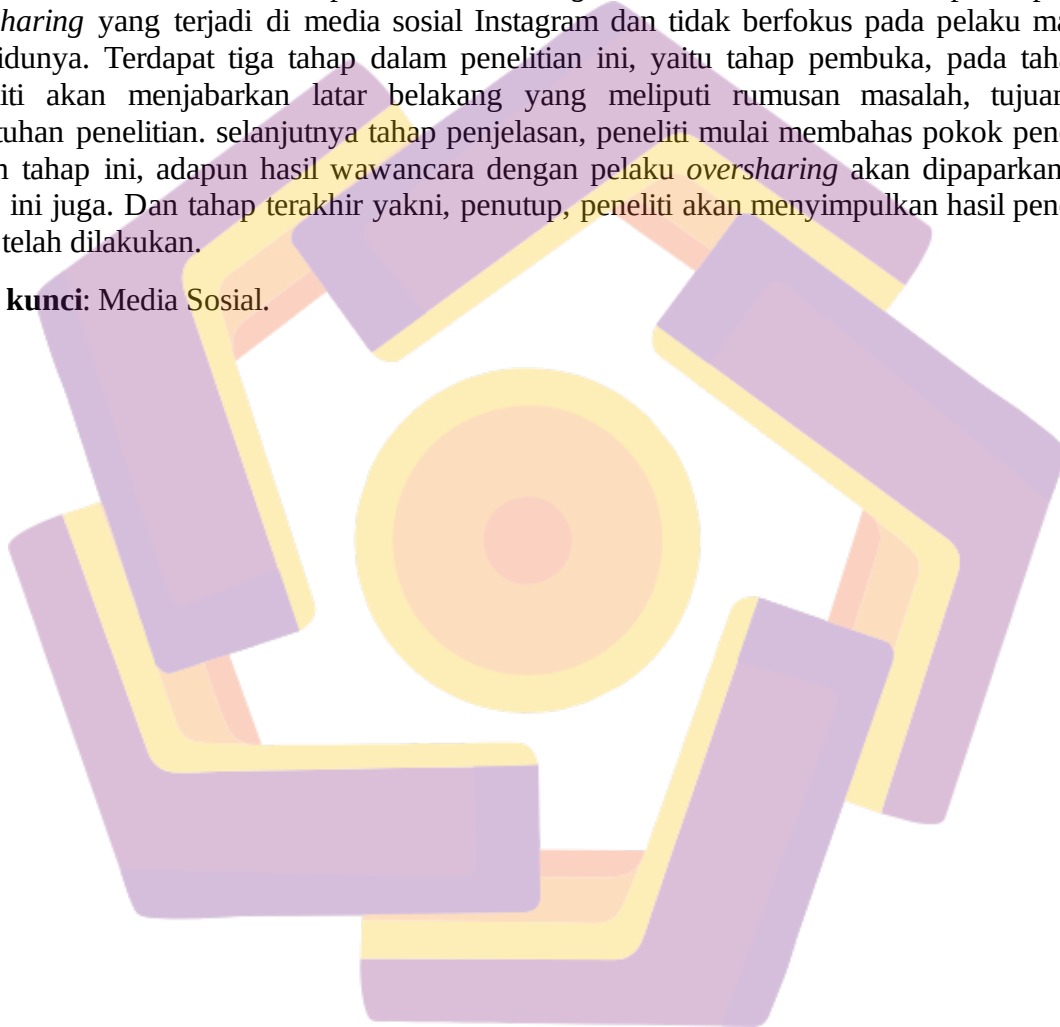 haring yang terjadi di media sosial Instagram dan tidak berfokus pada pelaku ma
idunya. Terdapat tiga tahap dalam penelitian ini, yaitu tahap pembuka, pada taha
iti akan menjabarkan latar belakang yang meliputi rumusan masalah, tujuan
tuhan penelitian. selanjutnya tahap penjelasan, peneliti mulai membahas pokok pen
tahap ini, adapun hasil wawancara dengan pelaku oversharing akan dipaparkan
ini juga. Dan tahap terakhir yakni, penutup, peneliti akan menyimpulkan hasil pen
telah dilakukan.
kunci: Media Sosial.